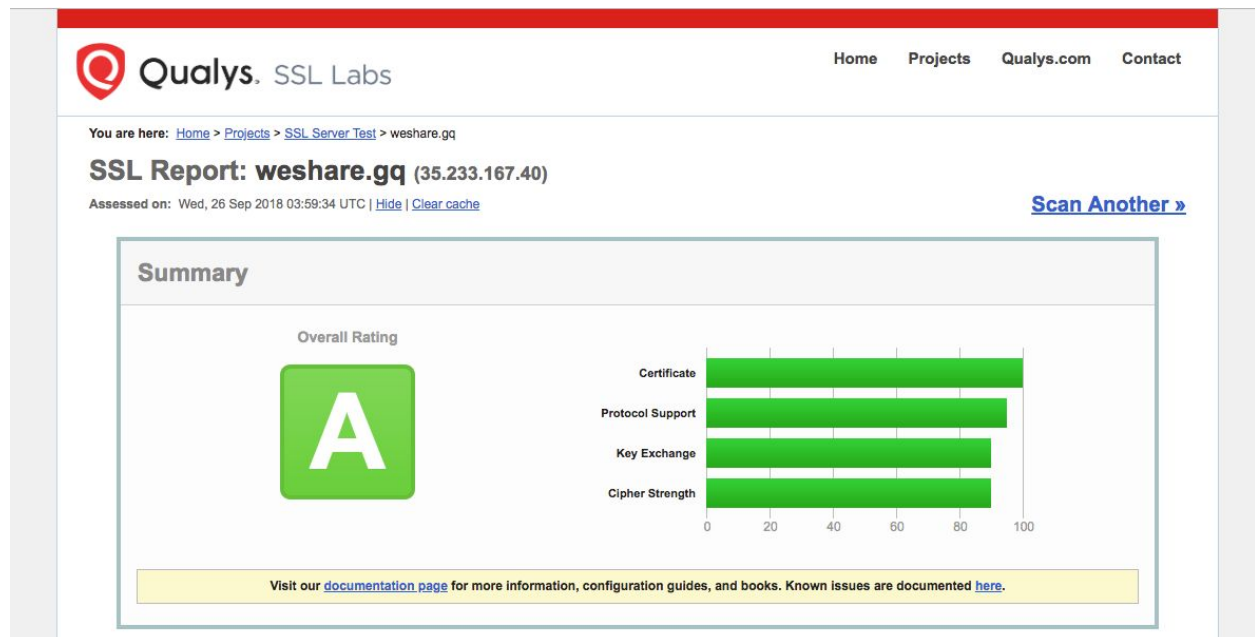 Qualys. SSL Labs
Home Projects Qualys.com Contact
You are here: Home > Projects > SSL Server Test > weshare.gq
SSL Report: weshare.gq (35.233.167.40)
Assessed on: Wed, 26 Sep 2018 03:59:34 UTC | Hide | Clear cache
Scan Another »
Summary
Overall Rating
A
Certificate
Protocol Support
Key Exchange
Cipher Strength
0 20 40 60 80 100
Visit our documentation page for more information, configuration guides, and books. Known issues are documented here.